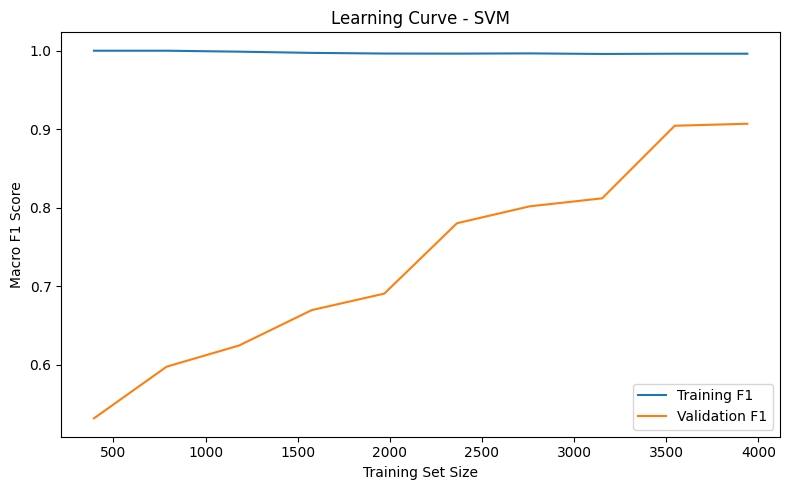 Learning Curve - SVM
Macro F1 Score
1.0
0.9
0.8
0.7
0.6
Training F1
Validation F1
500 1000 1500 2000 2500 3000 3500 4000
Training Set Size